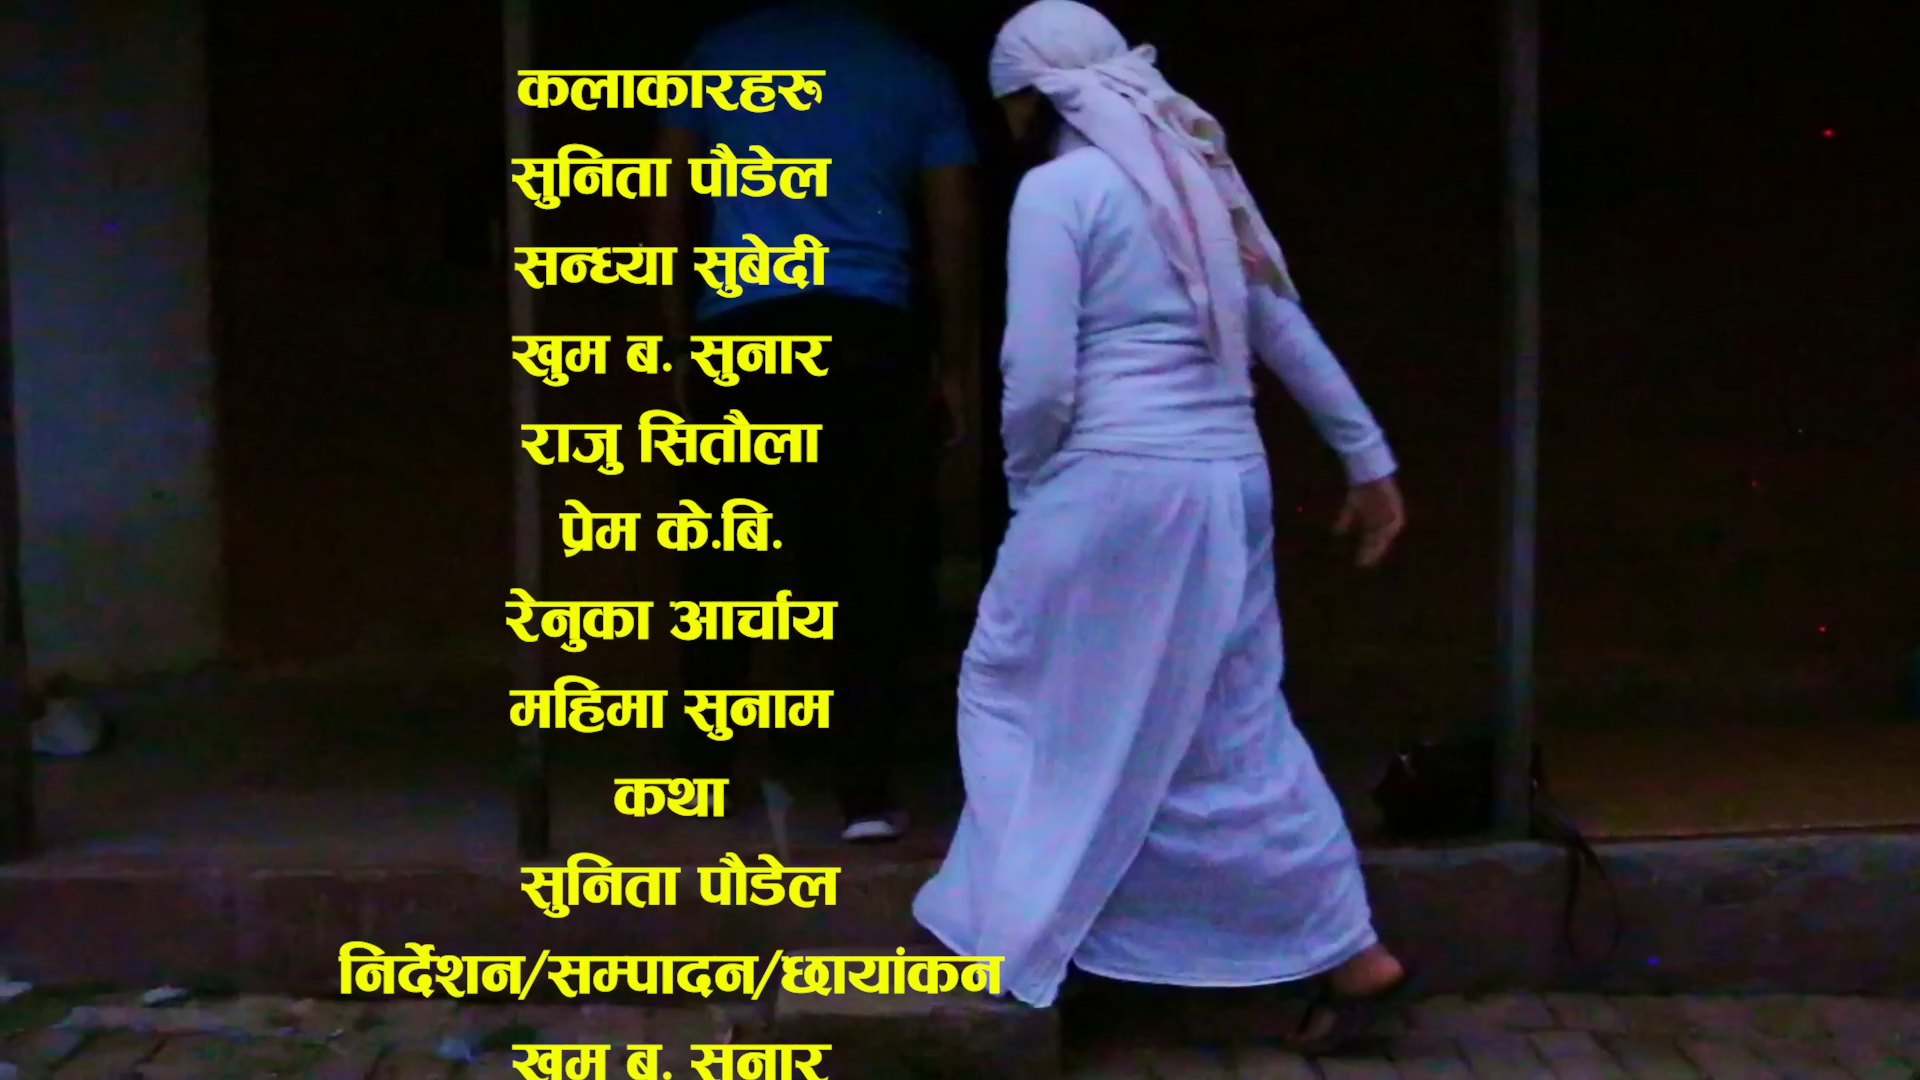 कलाकारहरु
सुनिता पौडेल
सन्ध्या सुबेदी
खुम ब. सुनार
राजु सितौला
प्रेम के.बि.
रेनुका आर्चाय
महिमा सुनाम
कथा
सुनिता पौडेल
निर्देशन/सम्पादन/छायांकन
खुम ब. सुनार